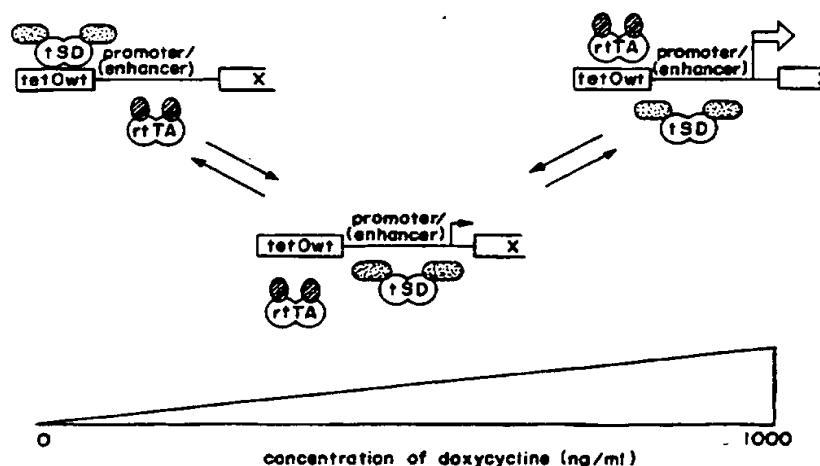 tSD
promoter/
(enhancer)
tetOwt
X
rtTA
rtTA
promoter/
(enhancer)
tetOwt
X
tSD
promoter/
(enhancer)
tetOwt
X
rtTA
tSD
0
1000
concentration of doxycycline (ng/ml)